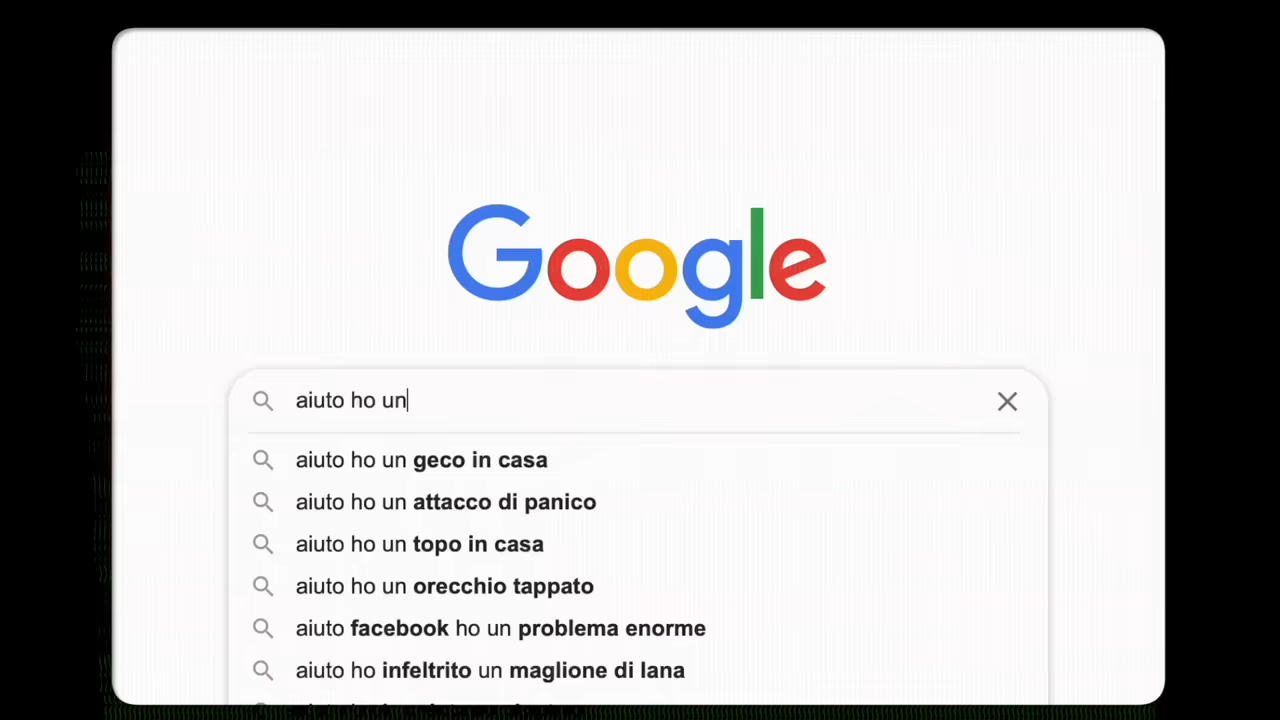 Google
aiuto ho un
aiuto ho un geco in casa
aiuto ho un attacco di panico
aiuto ho un topo in casa
aiuto ho un orecchio tappato
aiuto facebook ho un problema enorme
aiuto ho infeltrito un maglione di lana